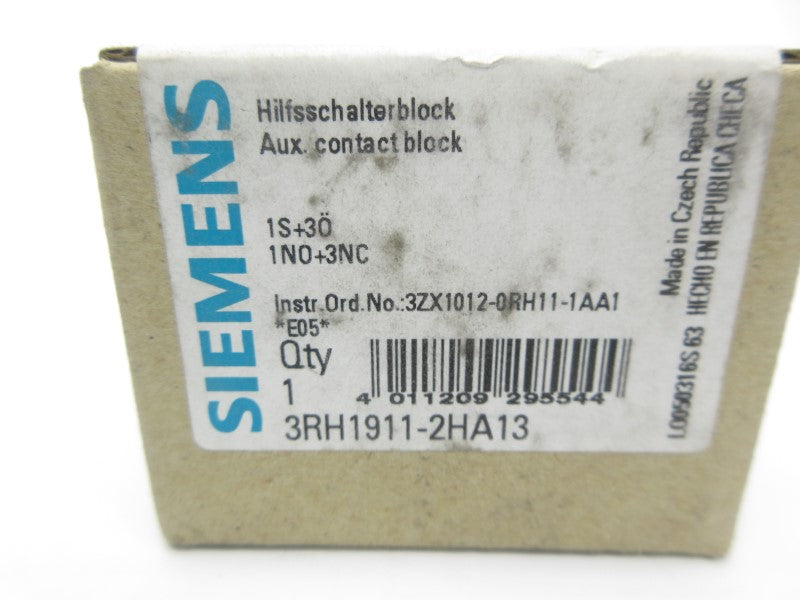 SIEMENS
Hilfsschalterblock
Aux. contact block
1S+3Ö
1NO+3NC
Instr.Ord.No.:3ZX1012-0RH11-1AA1
*E05*
Qty
1
4 011209 295544
3RH1911-2HA13
Made in Czech Republic
HECHO EN REPUBLICA CHECA
L0050316S 63